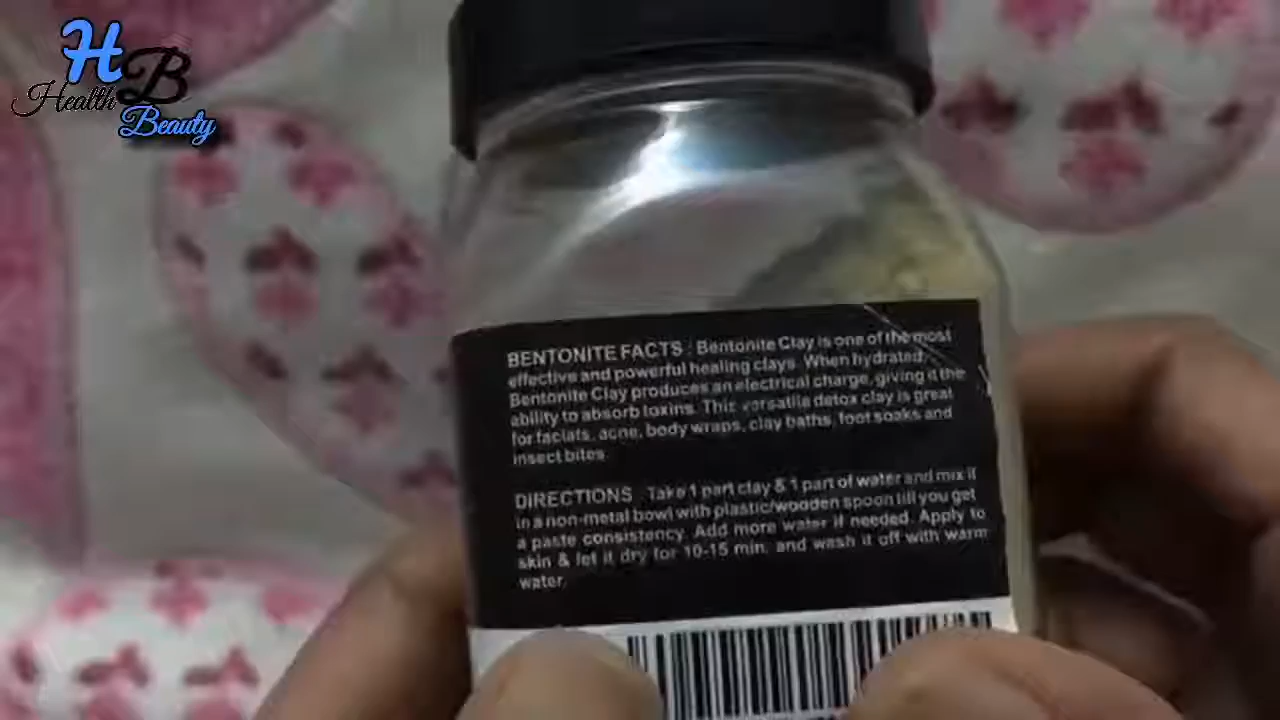 HB
Health
Beauty
BENTONITE FACTS : Bentonite Clay is one of the most
effective and powerful healing clays. When hydrated,
Bentonite Clay produces an electrical charge, giving it the
ability to absorb toxins. This versatile detox clay is great
for facials, acne, body wraps, clay baths, foot soaks and
insect bites
DIRECTIONS : Take 1 part clay & 1 part of water and mix it
in a non-metal bowl with plastic/wooden spoon till you get
a paste consistency. Add more water if needed. Apply to
skin & let it dry for 10-15 min. and wash it off with warm
water.